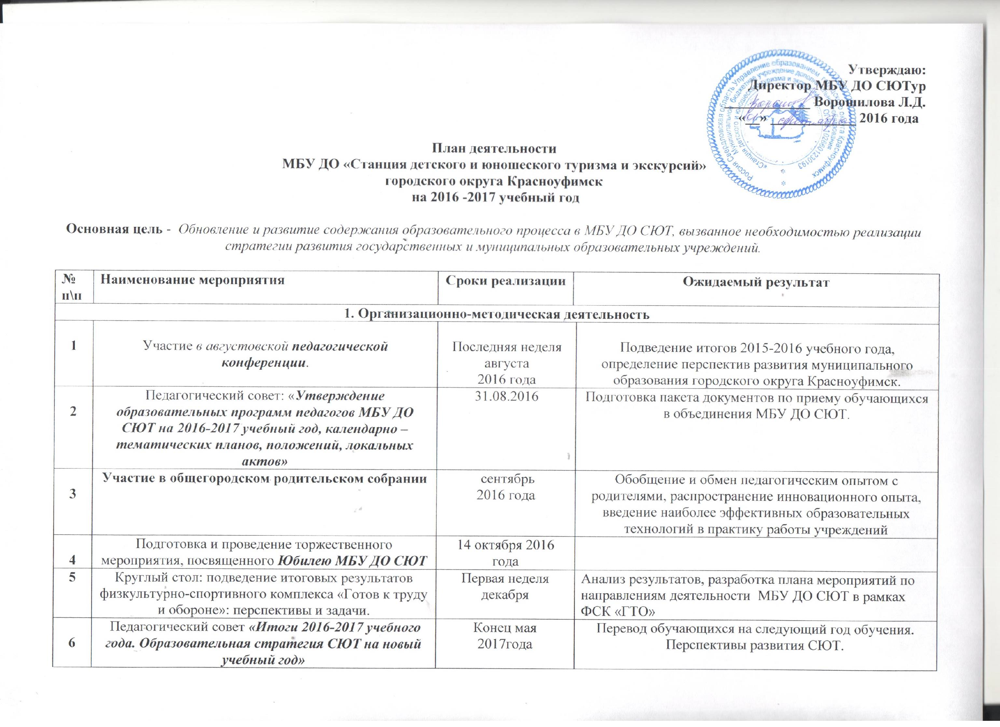 Утверждаю:
Директор МБУ ДО СЮТур
Ворошилова Л.Д.
«__» сентября 2016 года
Россия Свердловская область Управление образованием городского округа Красноуфимск
Муниципальное бюджетное учреждение дополнительного образования
«Станция детского и юношеского туризма и экскурсий» ОГРН 1026601230193
План деятельности
МБУ ДО «Станция детского и юношеского туризма и экскурсий»
городского округа Красноуфимск
на 2016 -2017 учебный год
Основная цель - Обновление и развитие содержания образовательного процесса в МБУ ДО СЮТ, вызванное необходимостью реализации
стратегии развития государственных и муниципальных образовательных учреждений.
№
п\п
Наименование мероприятия
Сроки реализации
Ожидаемый результат
1. Организационно-методическая деятельность
1
Участие в августовской педагогической
конференции.
Последняя неделя
августа
2016 года
Подведение итогов 2015-2016 учебного года,
определение перспектив развития муниципального
образования городского округа Красноуфимск.
2
Педагогический совет: «Утверждение
образовательных программ педагогов МБУ ДО
СЮТ на 2016-2017 учебный год, календарно –
тематических планов, положений, локальных
актов»
31.08.2016
Подготовка пакета документов по приему обучающихся
в объединения МБУ ДО СЮТ.
3
Участие в общегородском родительском собрании
сентябрь
2016 года
Обобщение и обмен педагогическим опытом с
родителями, распространение инновационного опыта,
введение наиболее эффективных образовательных
технологий в практику работы учреждений
4
Подготовка и проведение торжественного
мероприятия, посвященного Юбилею МБУ ДО СЮТ
14 октября 2016
года
5
Круглый стол: подведение итоговых результатов
физкультурно-спортивного комплекса «Готов к труду
и обороне»: перспективы и задачи.
Первая неделя
декабря
Анализ результатов, разработка плана мероприятий по
направлениям деятельности МБУ ДО СЮТ в рамках
ФСК «ГТО»
6
Педагогический совет «Итоги 2016-2017 учебного
года. Образовательная стратегия СЮТ на новый
учебный год»
Конец мая
2017года
Перевод обучающихся на следующий год обучения.
Перспективы развития СЮТ.